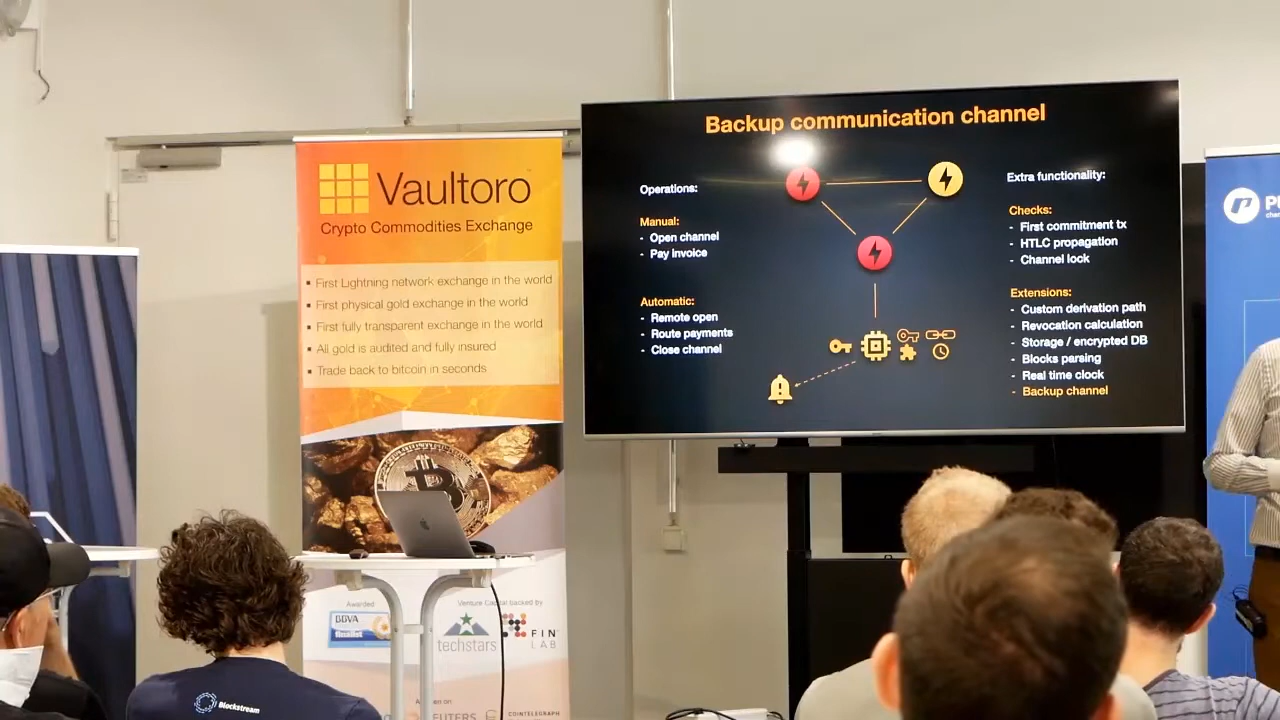 Vaultoro
Crypto Commodities Exchange
▪ First Lightning network exchange in the world
▪ First physical gold exchange in the world
▪ First fully transparent exchange in the world
▪ All gold is audited and fully insured
▪ Trade back to bitcoin in seconds
Awarded
BBVA
finalist
Venture Capital backed by
techstars
FIN
LAB
COINTELEGRAPH
Blockstream
Backup communication channel
Operations:
Manual:
- Open channel
- Pay invoice
Automatic:
- Remote open
- Route payments
- Close channel
Extra functionality:
Checks:
- First commitment tx
- HTLC propagation
- Channel lock
Extensions:
- Custom derivation path
- Revocation calculation
- Storage / encrypted DB
- Blocks parsing
- Real time clock
- Backup channel